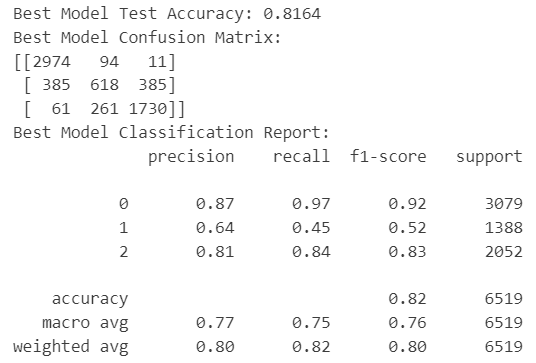 Best Model Test Accuracy: 0.8164
Best Model Confusion Matrix:
[[2974   94   11]
 [ 385  618  385]
 [  61  261 1730]]
Best Model Classification Report:
              precision    recall  f1-score   support

           0       0.87      0.97      0.92      3079
           1       0.64      0.45      0.52      1388
           2       0.81      0.84      0.83      2052

    accuracy                           0.82      6519
   macro avg       0.77      0.75      0.76      6519
weighted avg       0.80      0.82      0.80      6519